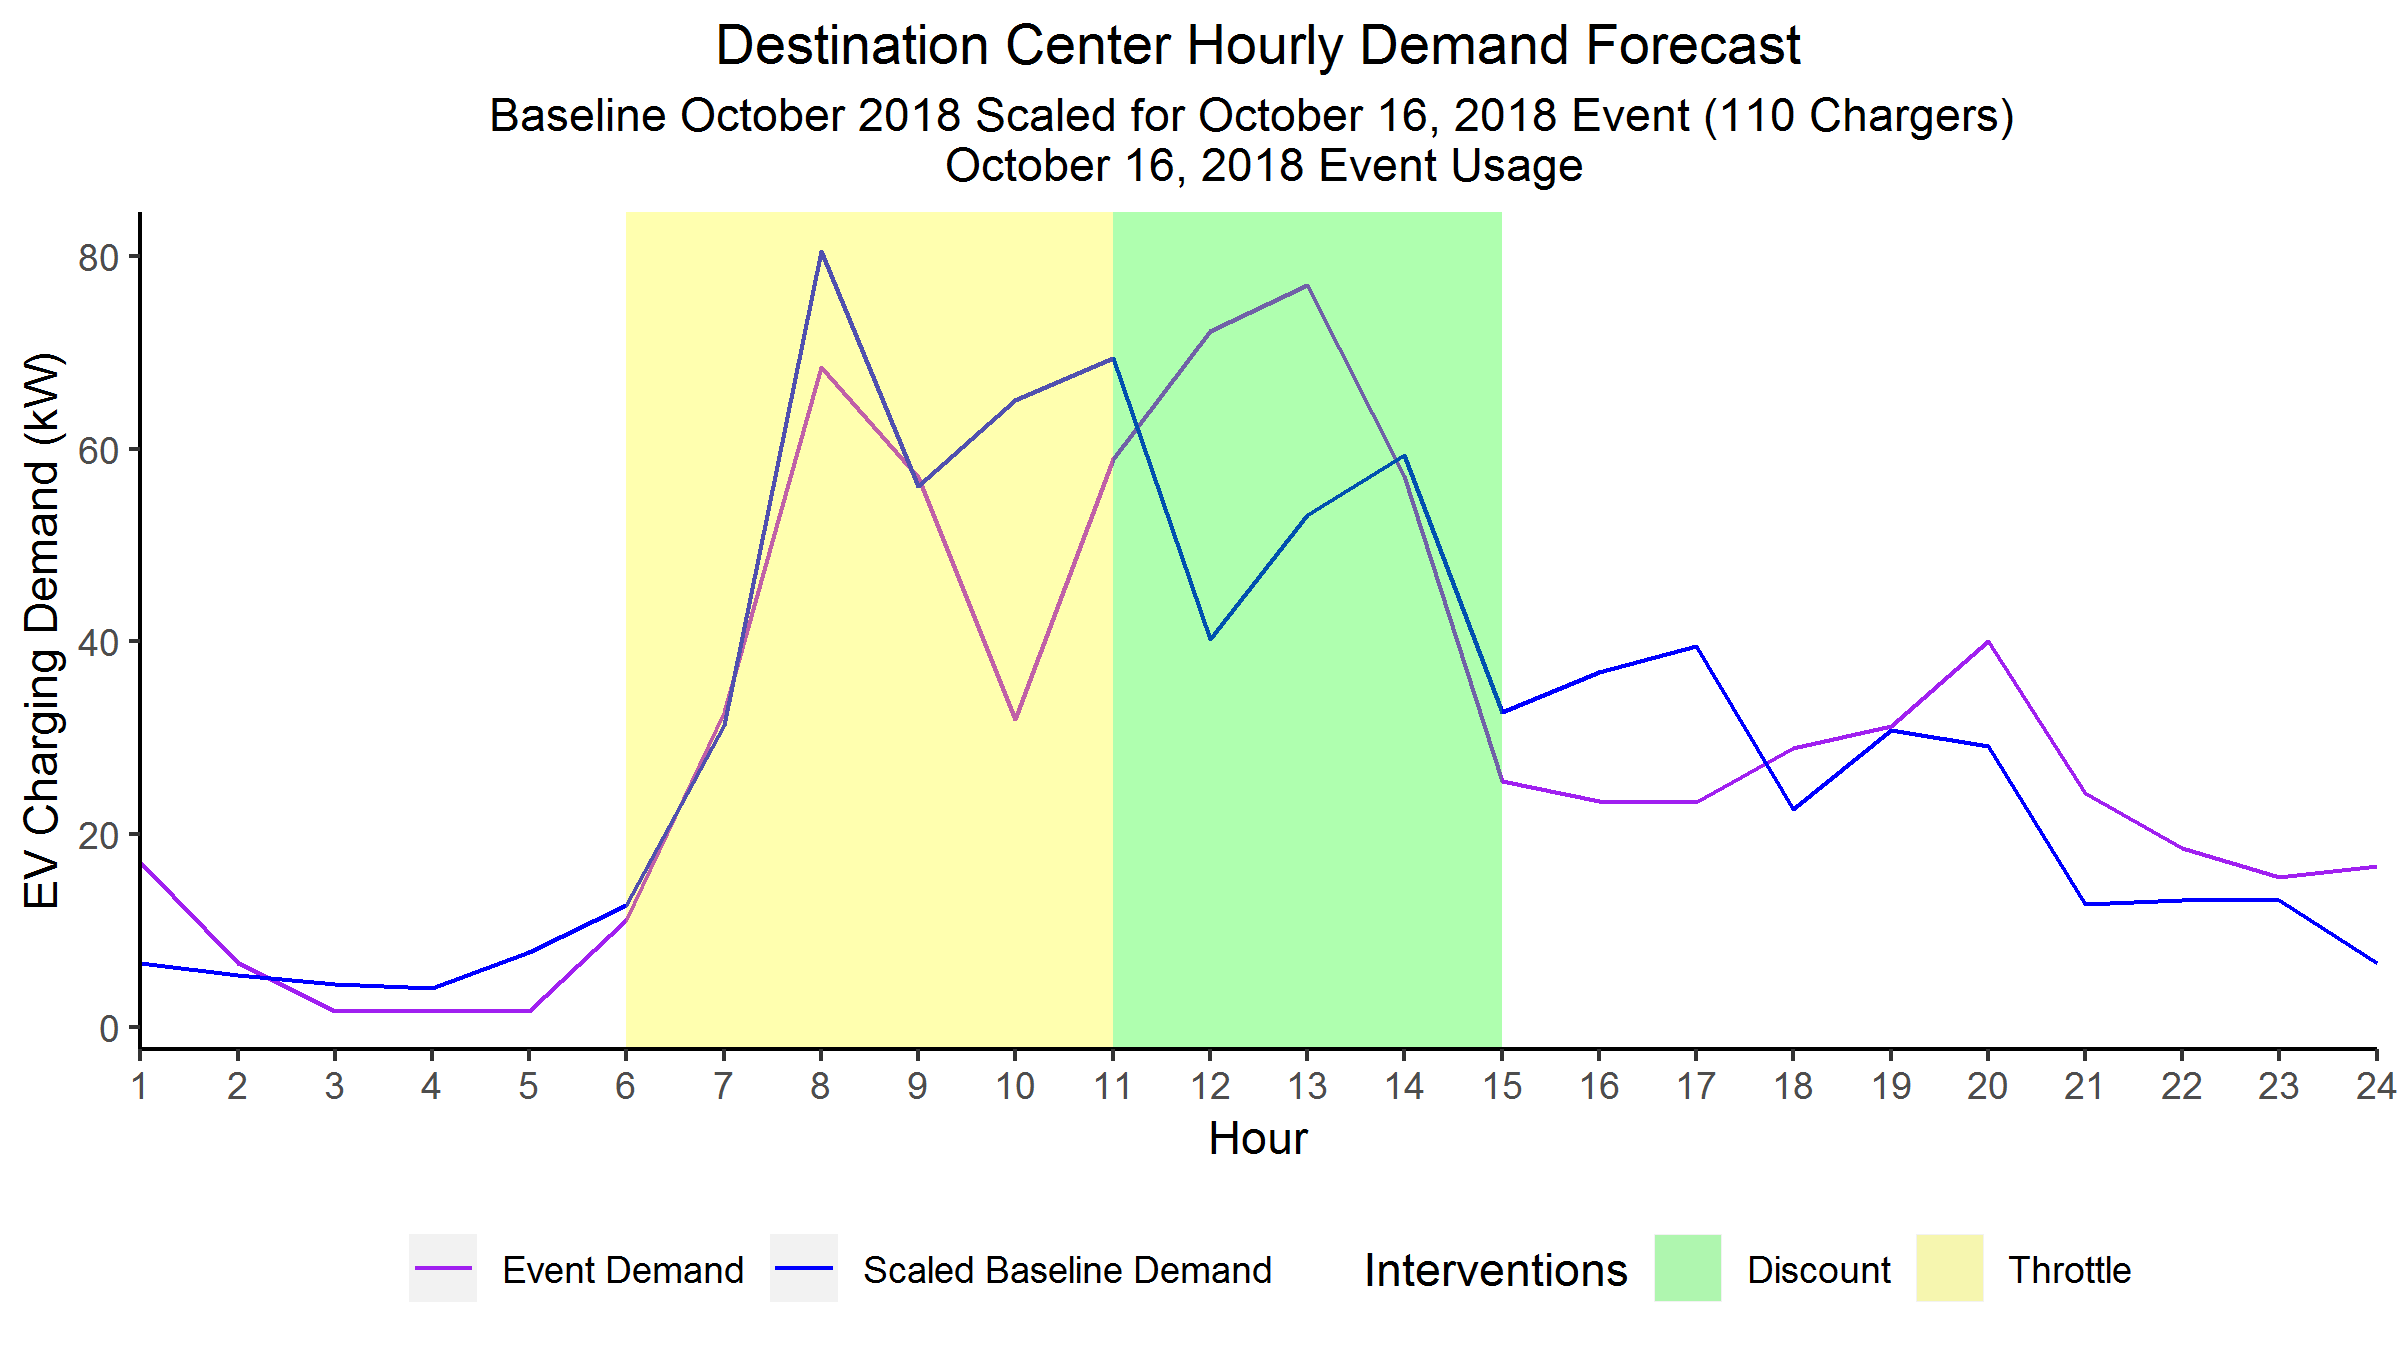 Destination Center Hourly Demand Forecast
Baseline October 2018 Scaled for October 16, 2018 Event (110 Chargers)
October 16, 2018 Event Usage
EV Charging Demand (kW)
80
60
40
20
0
1 2 3 4 5 6 7 8 9 10 11 12 13 14 15 16 17 18 19 20 21 22 23 24
Hour
Event Demand Scaled Baseline Demand Interventions Discount Throttle